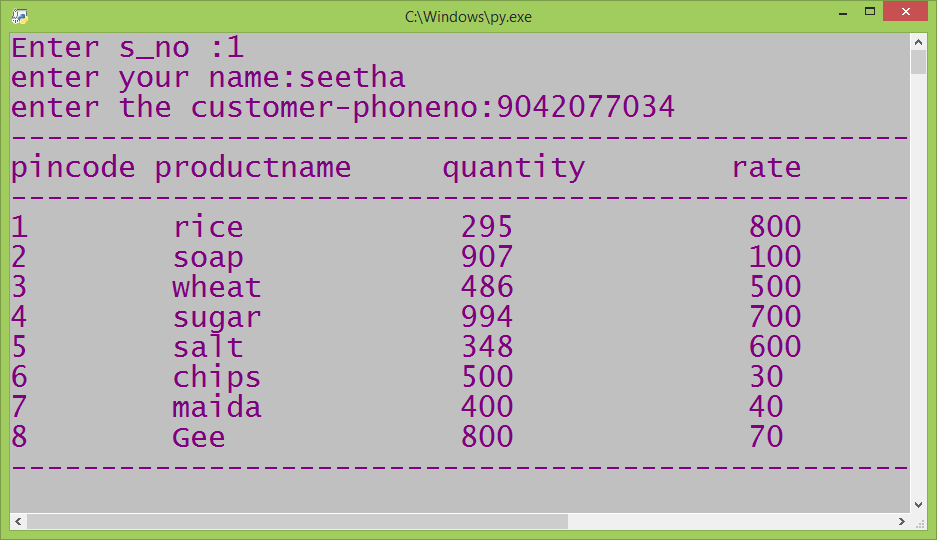 C:\Windows\py.exe
Enter s_no :1
enter your name:seetha
enter the customer-phoneno:9042077034
--------------------------------------------------
pincode productname quantity rate
--------------------------------------------------
1 rice 295 800
2 soap 907 100
3 wheat 486 500
4 sugar 994 700
5 salt 348 600
6 chips 500 30
7 maida 400 40
8 Gee 800 70
--------------------------------------------------